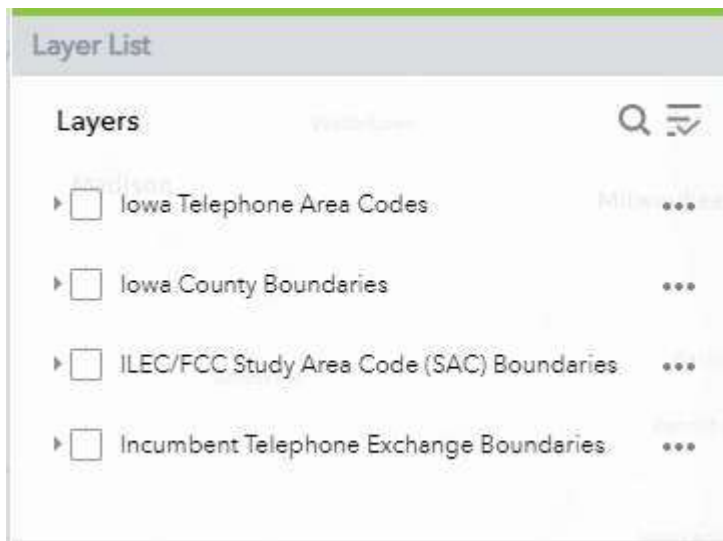 Layer List
Layers
Madison
Iowa Telephone Area Codes
Iowa County Boundaries
ILEC/FCC Study Area Code (SAC) Boundaries
Incumbent Telephone Exchange Boundaries